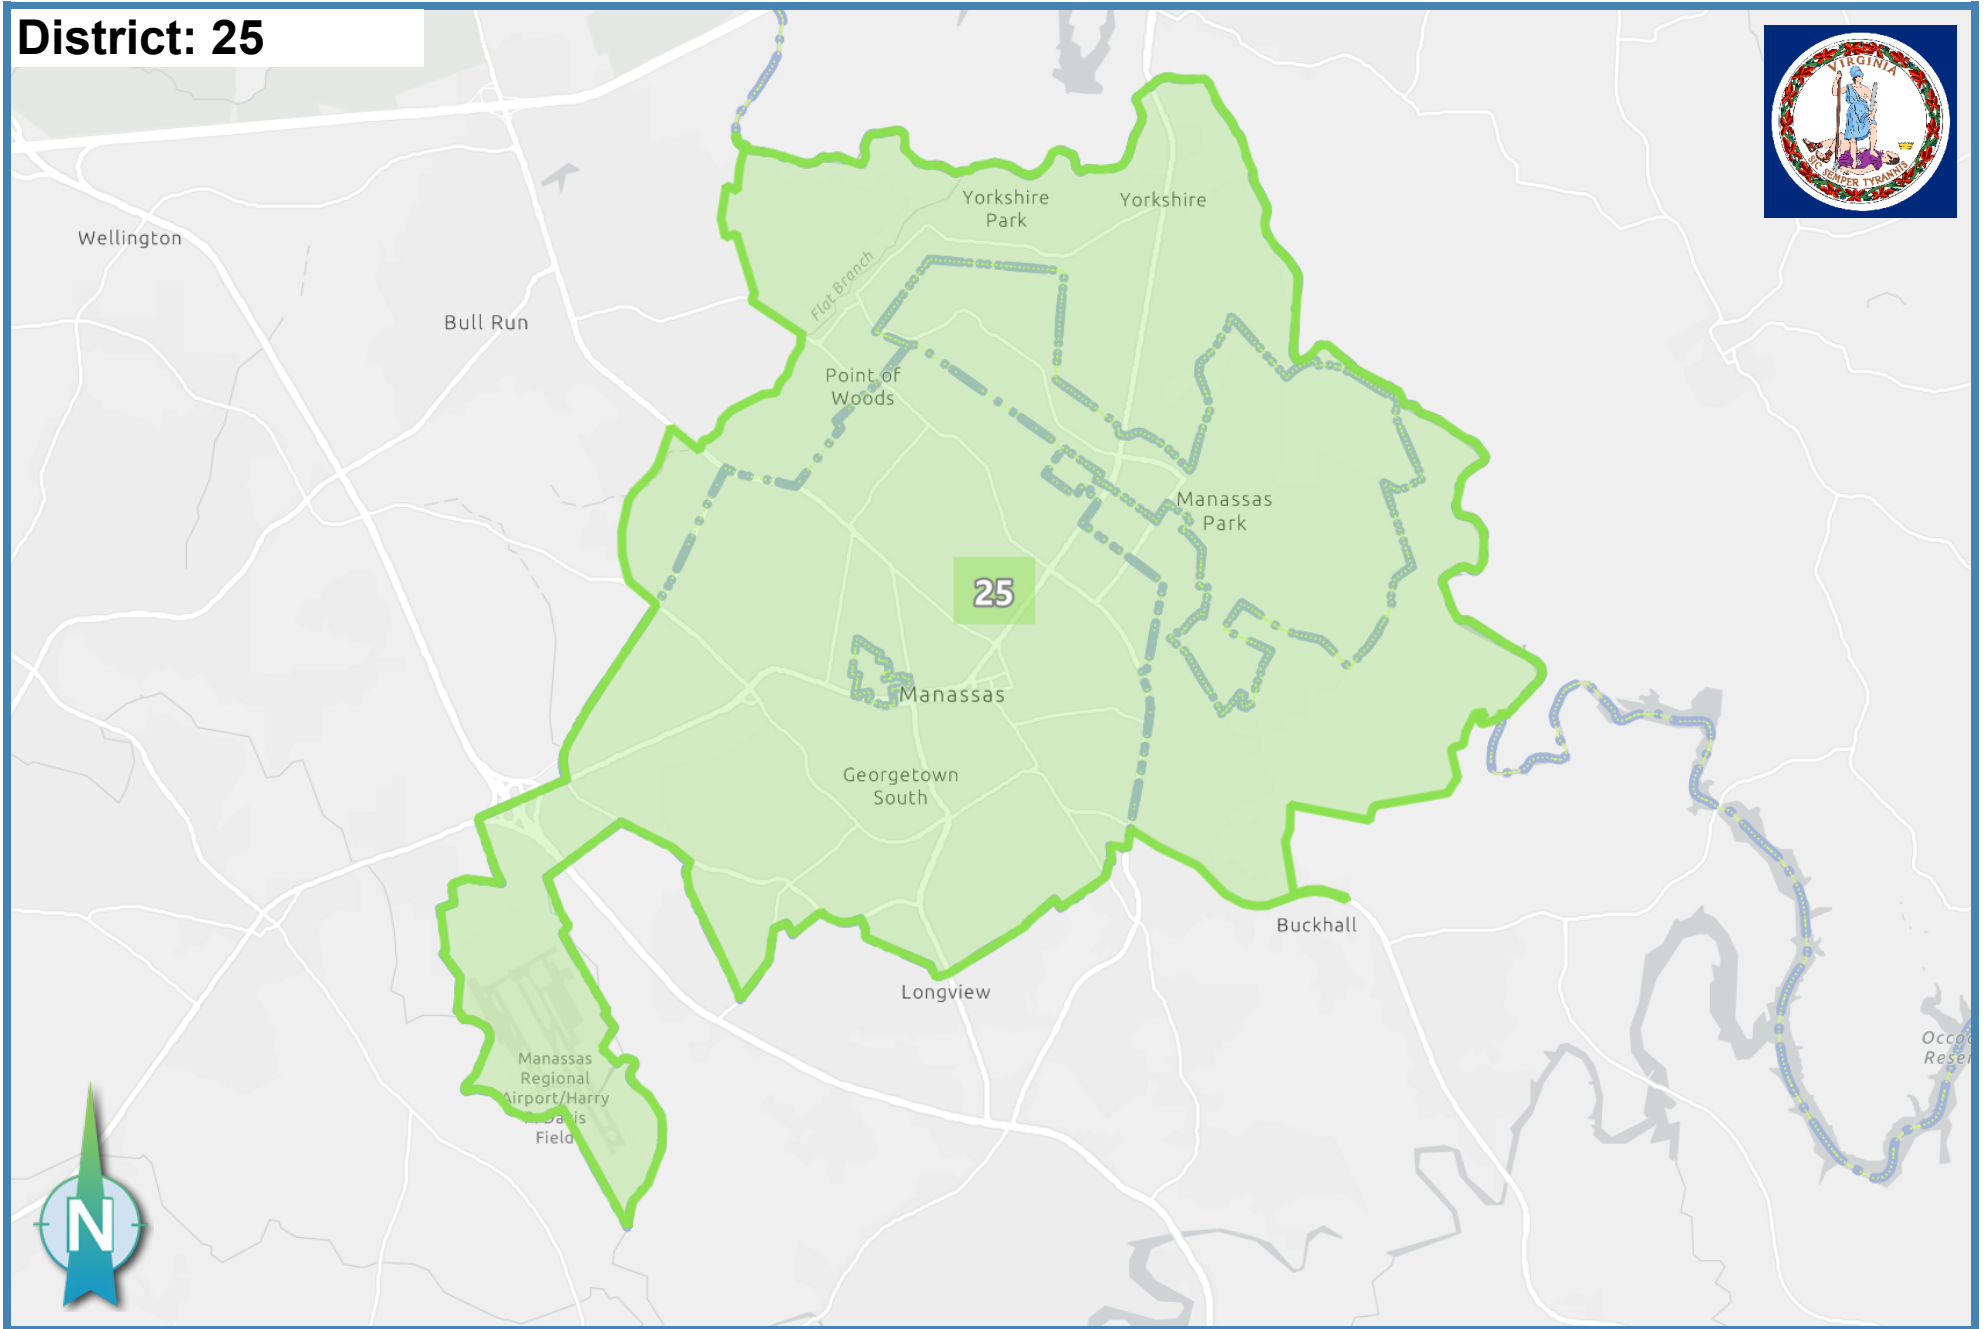 District: 25
VIRGINIA
SIC SEMPER TYRANNIS
Yorkshire
Park
Yorkshire
Wellington
Flat Branch
Bull Run
Point of
Woods
Manassas
Park
25
Manassas
Georgetown
South
Buckhall
Longview
Manassas
Regional
Airport/Harry
Field
N